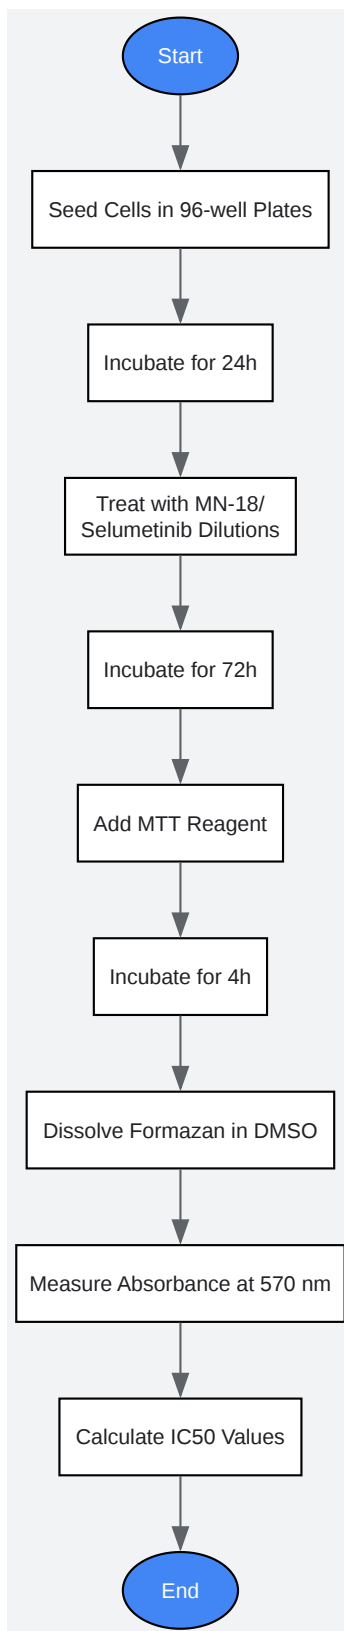 Start
Seed Cells in 96-well Plates
Incubate for 24h
Treat with MN-18/
Selumetinib Dilutions
Incubate for 72h
Add MTT Reagent
Incubate for 4h
Dissolve Formazan in DMSO
Measure Absorbance at 570 nm
Calculate IC50 Values
End